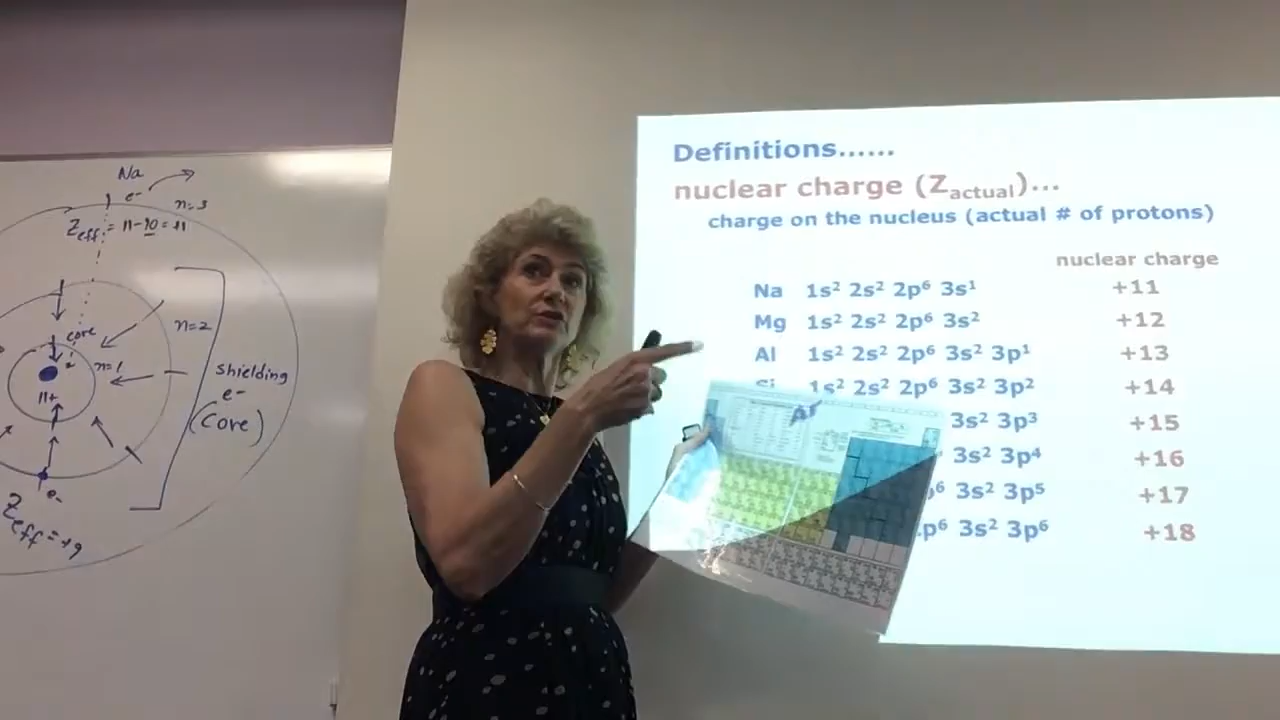 Na
e-
n=3
Zeff = 11-10 = +1
core
n=2
n=1
11+
shielding
e-
(Core)
e-
Zeff = +9
Definitions……
nuclear charge (Zactual)…
charge on the nucleus (actual # of protons)
nuclear charge
Na 1s² 2s² 2p⁶ 3s¹ +11
Mg 1s² 2s² 2p⁶ 3s² +12
Al 1s² 2s² 2p⁶ 3s² 3p¹ +13
Si 1s² 2s² 2p⁶ 3s² 3p² +14
3s² 3p³ +15
3s² 3p⁴ +16
3s² 3p⁵ +17
p⁶ 3s² 3p⁶ +18